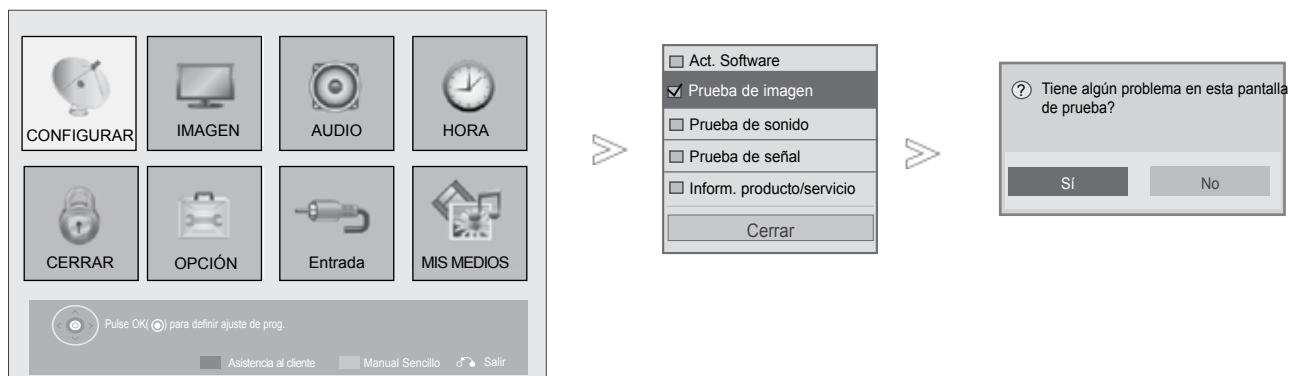 CONFIGURAR
IMAGEN
AUDIO
HORA
CERRAR
OPCIÓN
Entrada
MIS MEDIOS
Pulse OK( ) para definir ajuste de prog.
Asistencia al cliente
Manual Sencillo
Salir
Act. Software
Prueba de imagen
Prueba de sonido
Prueba de señal
Inform. producto/servicio
Cerrar
? Tiene algún problema en esta pantalla
de prueba?
Sí
No